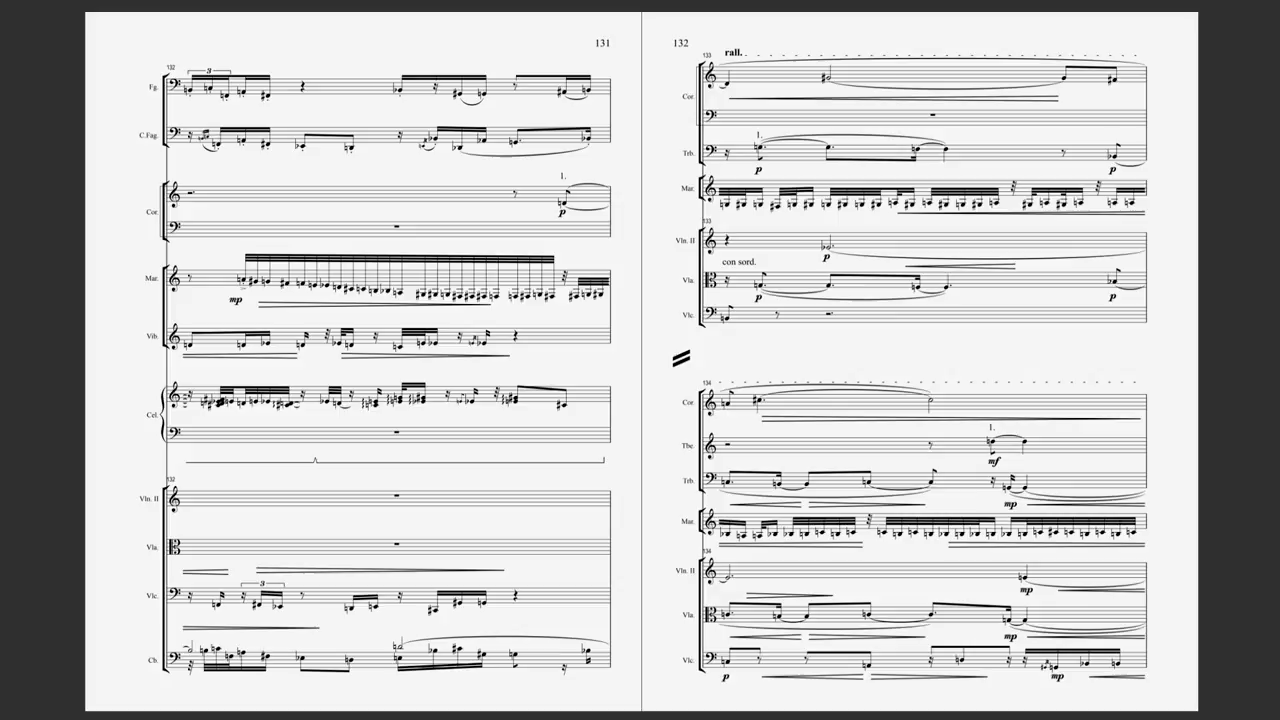 131
132
3
Fg.
C.Fag.
1.
Cor.
p
Mar.
mp
Vib.
Cel.
132
Vln. II
Vla.
3
Vlc.
Cb.
132
rall.
133
Cor.
1.
Trb.
p
p
Mar.
133
Vln. II
p
con sord.
Vla.
p
p
Vlc.
134
Cor.
1.
Tbe.
mf
Trb.
mp
Mar.
134
Vln. II
mp
Vla.
mp
Vlc.
p
mp